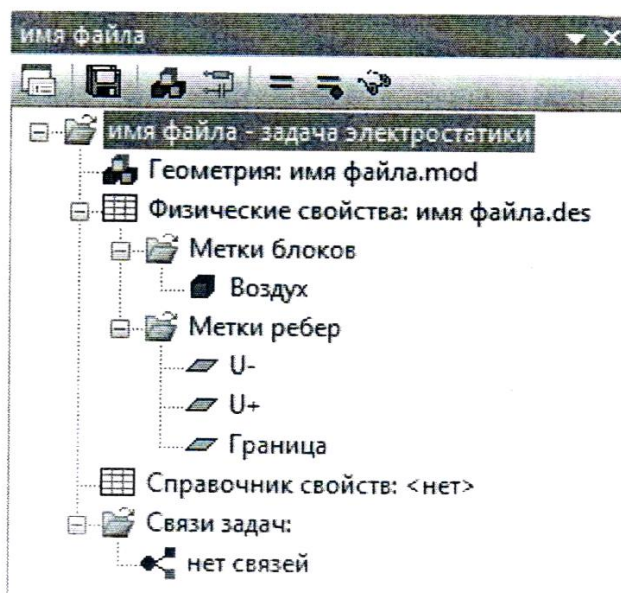 имя файла
имя файла - задача электростатики
Геометрия: имя файла.mod
Физические свойства: имя файла.des
Метки блоков
Воздух
Метки ребер
U-
U+
Граница
Справочник свойств: <нет>
Связи задач:
нет связей